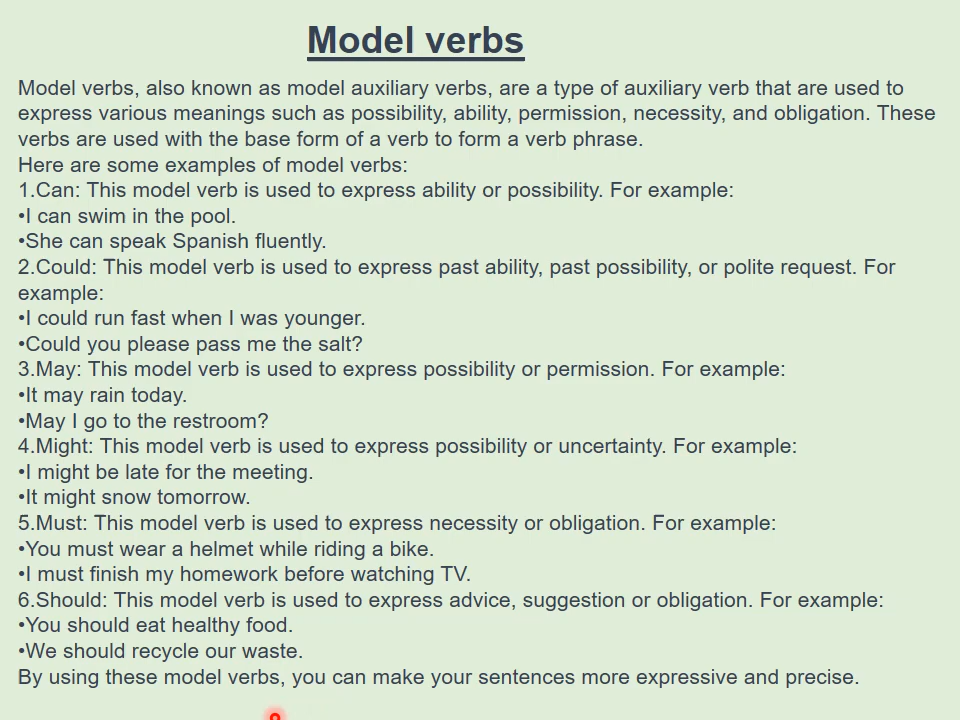 Model verbs
Model verbs, also known as model auxiliary verbs, are a type of auxiliary verb that are used to
express various meanings such as possibility, ability, permission, necessity, and obligation. These
verbs are used with the base form of a verb to form a verb phrase.
Here are some examples of model verbs:
1.Can: This model verb is used to express ability or possibility. For example:
•I can swim in the pool.
•She can speak Spanish fluently.
2.Could: This model verb is used to express past ability, past possibility, or polite request. For
example:
•I could run fast when I was younger.
•Could you please pass me the salt?
3.May: This model verb is used to express possibility or permission. For example:
•It may rain today.
•May I go to the restroom?
4.Might: This model verb is used to express possibility or uncertainty. For example:
•I might be late for the meeting.
•It might snow tomorrow.
5.Must: This model verb is used to express necessity or obligation. For example:
•You must wear a helmet while riding a bike.
•I must finish my homework before watching TV.
6.Should: This model verb is used to express advice, suggestion or obligation. For example:
•You should eat healthy food.
•We should recycle our waste.
By using these model verbs, you can make your sentences more expressive and precise.